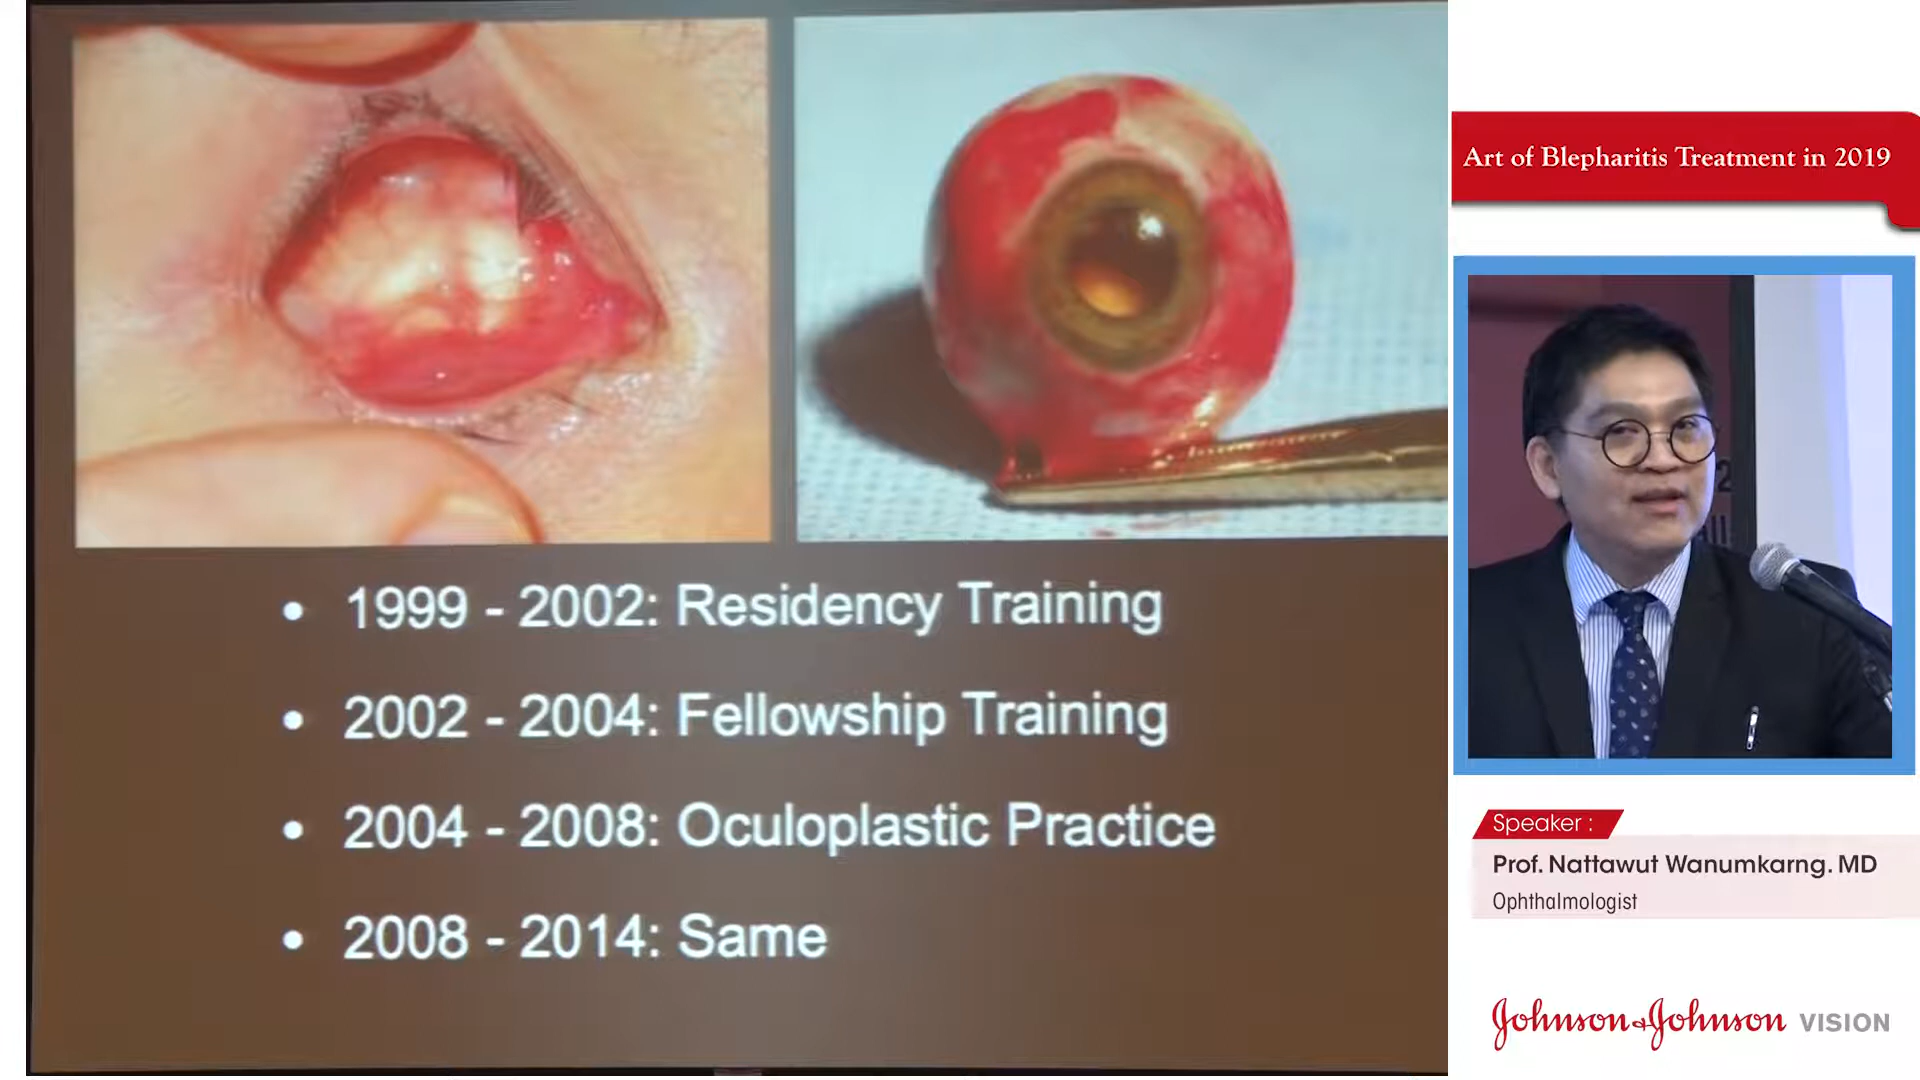 • 1999 - 2002: Residency Training
• 2002 - 2004: Fellowship Training
• 2004 - 2008: Oculoplastic Practice
• 2008 - 2014: Same
Art of Blepharitis Treatment in 2019
Speaker :
Prof. Nattawut Wanumkarng. MD
Ophthalmologist
Johnson & Johnson VISION